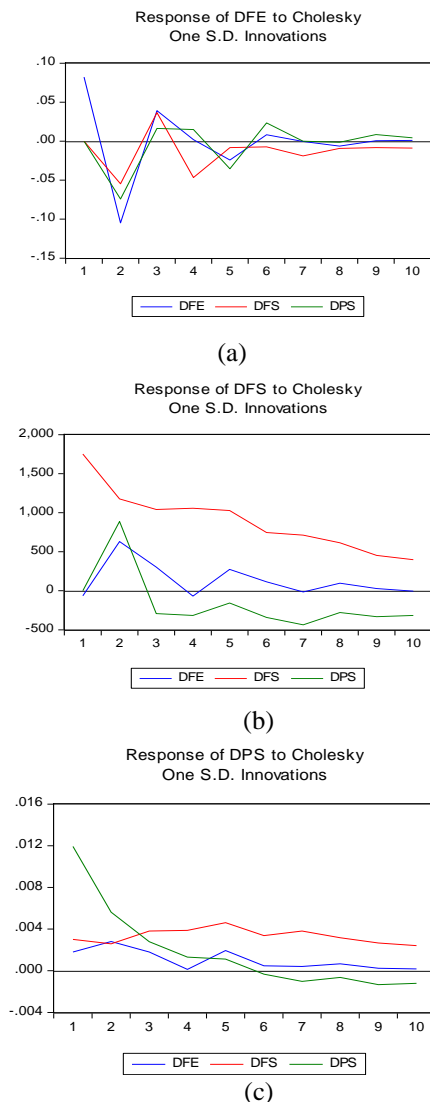 Response of DFE to Cholesky
One S.D. Innovations
.10
.05
.00
-.05
-.10
-.15
1 2 3 4 5 6 7 8 9 10
DFE DFS DPS
(a)
Response of DFS to Cholesky
One S.D. Innovations
2,000
1,500
1,000
500
0
-500
1 2 3 4 5 6 7 8 9 10
DFE DFS DPS
(b)
Response of DPS to Cholesky
One S.D. Innovations
.016
.012
.008
.004
.000
-.004
1 2 3 4 5 6 7 8 9 10
DFE DFS DPS
(c)